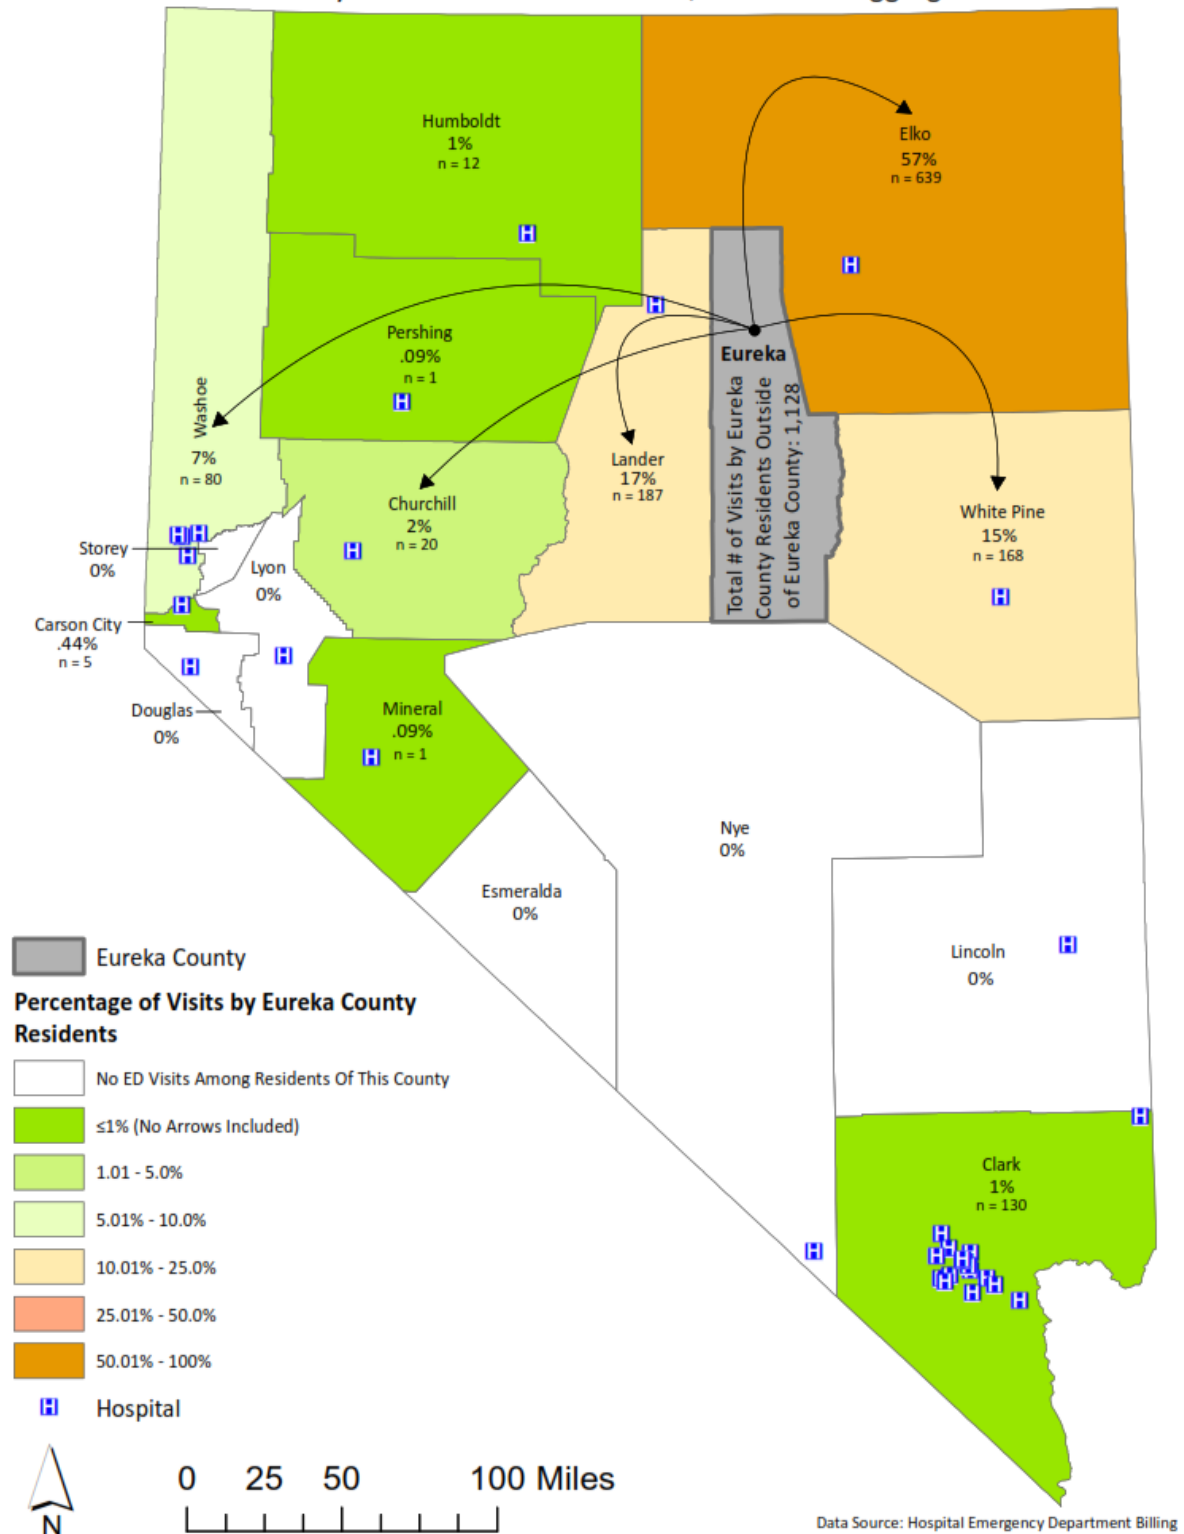 Humboldt
1%
n = 12
Elko
57%
n = 639
Pershing
.09%
n = 1
Eureka
Total # of Visits by Eureka
County Residents Outside
of Eureka County: 1,128
Washoe
7%
n = 80
Lander
17%
n = 187
Churchill
2%
n = 20
White Pine
15%
n = 168
Storey
0%
Lyon
0%
Carson City
.44%
n = 5
Douglas
0%
Mineral
.09%
n = 1
Nye
0%
Esmeralda
0%
Lincoln
0%
Clark
1%
n = 130
Eureka County
Percentage of Visits by Eureka County
Residents
No ED Visits Among Residents Of This County
≤1% (No Arrows Included)
1.01 - 5.0%
5.01% - 10.0%
10.01% - 25.0%
25.01% - 50.0%
50.01% - 100%
H Hospital
N
0 25 50 100 Miles
Data Source: Hospital Emergency Department Billing